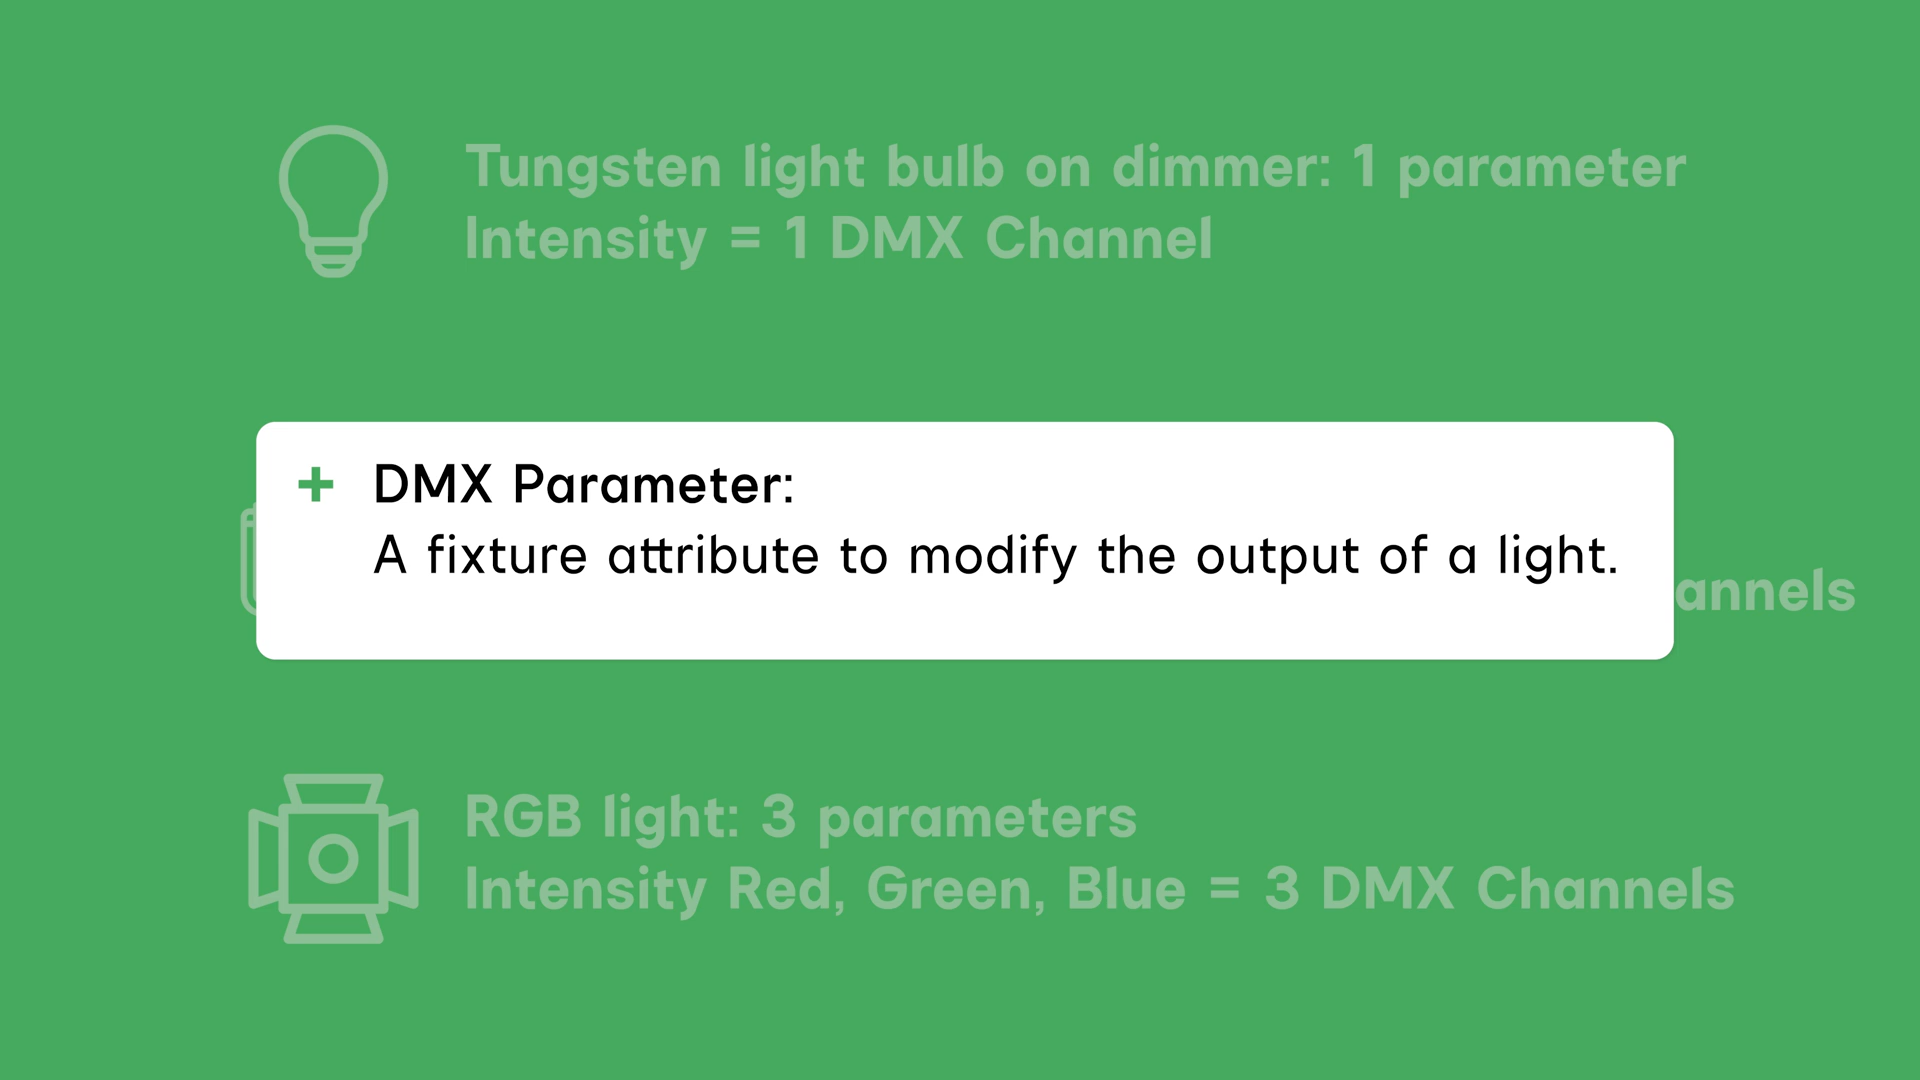 Tungsten light bulb on dimmer: 1 parameter
Intensity = 1 DMX Channel
+ DMX Parameter:
A fixture attribute to modify the output of a light.
annels
RGB light: 3 parameters
Intensity Red, Green, Blue = 3 DMX Channels